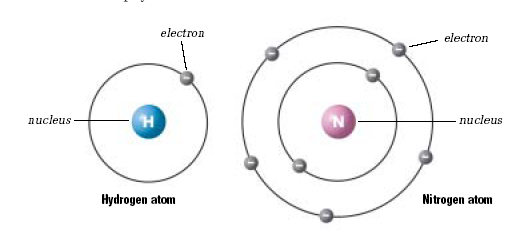 electron
electron
nucleus
H
N
nucleus
Hydrogen atom
Nitrogen atom